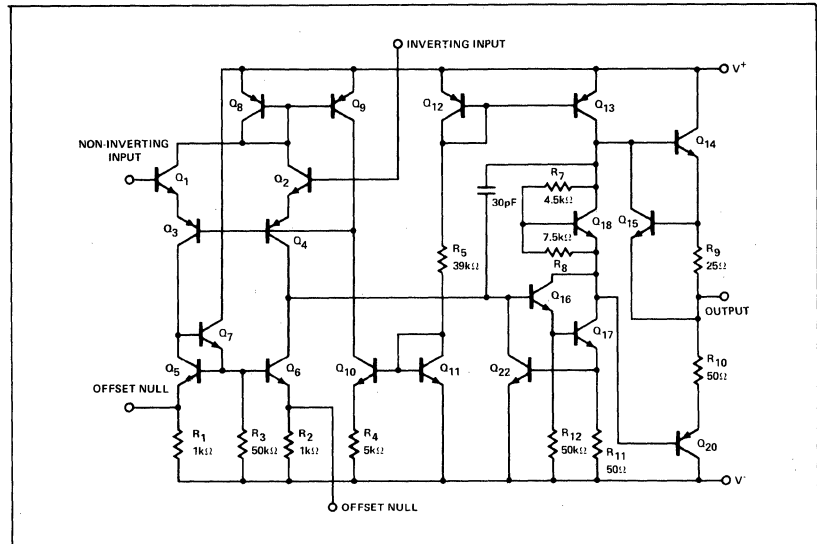 INVERTING INPUT
V+
Q8
Q9
Q12
Q13
NON-INVERTING
INPUT
Q14
Q1
Q2
R7
4.5kΩ
30pF
Q18
Q15
Q3
Q4
7.5kΩ
R5
39kΩ
R8
R9
25Ω
Q16
OUTPUT
Q7
Q17
Q5
Q6
Q10
Q11
Q22
R10
50Ω
OFFSET NULL
R1
1kΩ
R3
50kΩ
R2
1kΩ
R4
5kΩ
R12
50kΩ
R11
50Ω
Q20
V-
OFFSET NULL